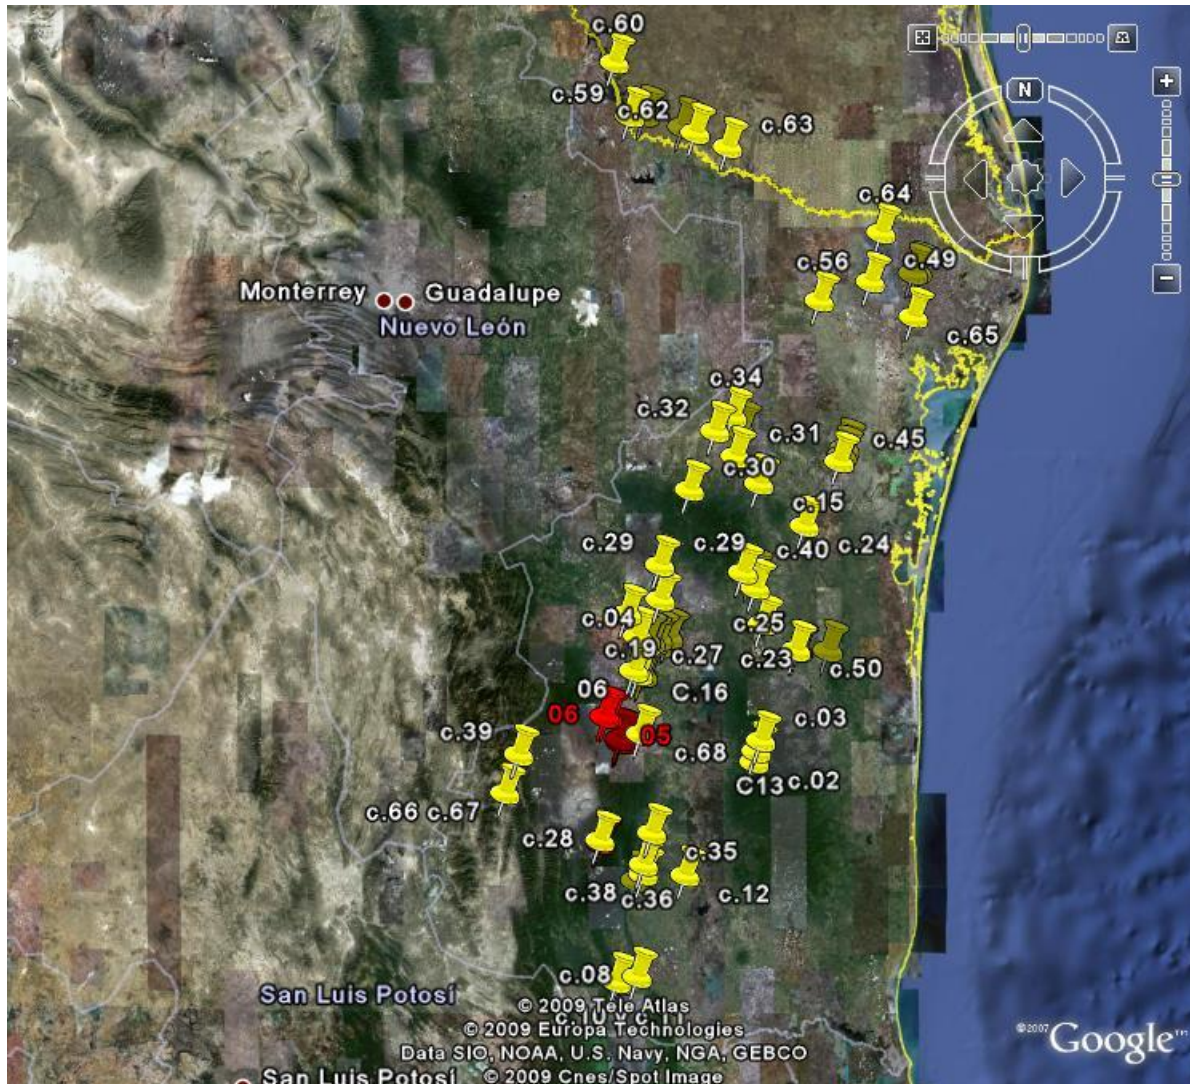 c.60
c.59
c.62
c.63
N
c.64
c.56
c.49
Monterrey
Guadalupe
Nuevo León
c.65
c.34
c.32
c.31
c.45
c.30
c.15
c.29
c.29
c.40
c.24
c.04
c.25
c.19
c.27
c.23
c.50
06
C.16
06
05
c.03
c.39
c.68
C13
c.02
c.66 c.67
c.28
c.35
c.38
c.36
c.12
c.08
San Luis Potosí
© 2009 Tele Atlas
© 2009 Europa Technologies
Data SIO, NOAA, U.S. Navy, NGA, GEBCO
© 2009 Cnes/Spot Image
San Luis Potosí
©2007 Google™